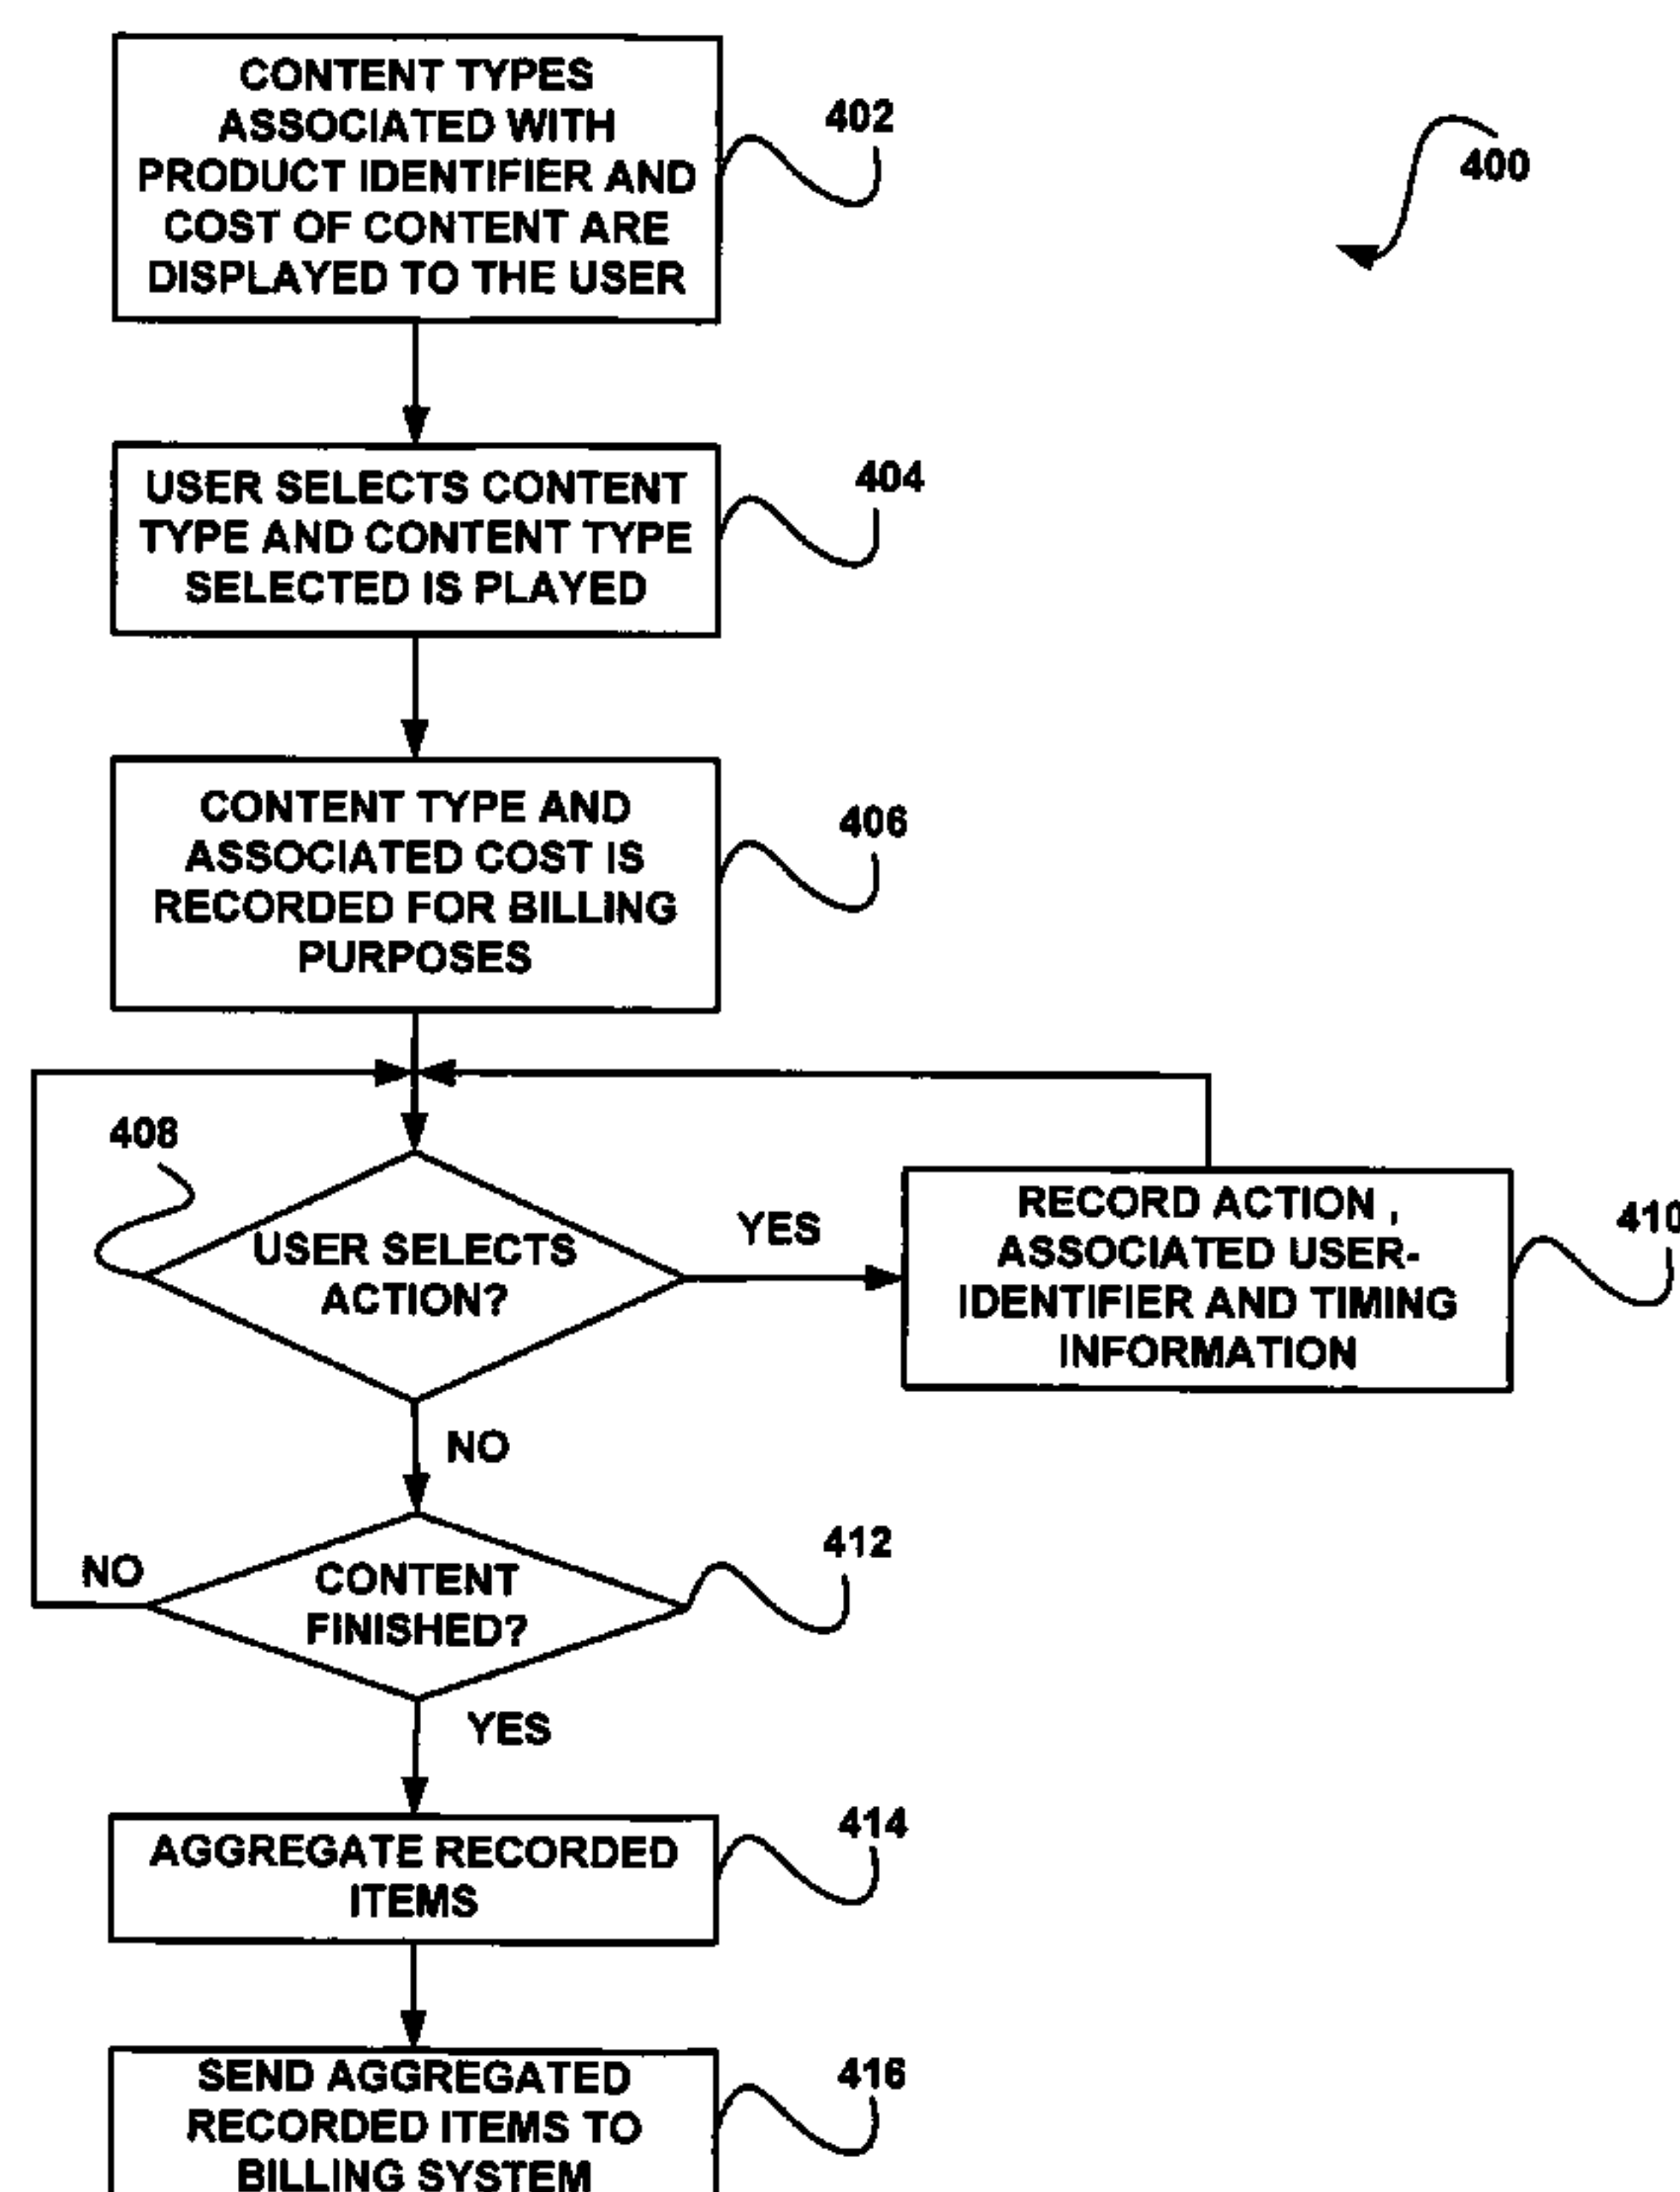 CONTENT TYPES
ASSOCIATED WITH
PRODUCT IDENTIFIER AND
COST OF CONTENT ARE
DISPLAYED TO THE USER
402
400
USER SELECTS CONTENT
TYPE AND CONTENT TYPE
SELECTED IS PLAYED
404
CONTENT TYPE AND
ASSOCIATED COST IS
RECORDED FOR BILLING
PURPOSES
406
408
USER SELECTS
ACTION?
YES
RECORD ACTION ,
ASSOCIATED USER-
IDENTIFIER AND TIMING
INFORMATION
410
NO
412
NO
CONTENT
FINISHED?
YES
AGGREGATE RECORDED
ITEMS
414
SEND AGGREGATED
RECORDED ITEMS TO
BILLING SYSTEM
416